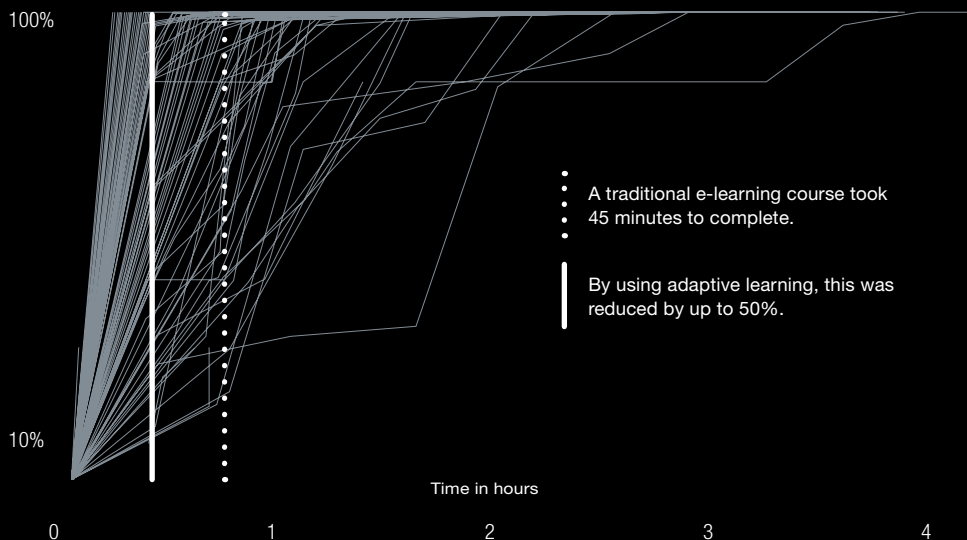 100%
A traditional e-learning course took
45 minutes to complete.
By using adaptive learning, this was
reduced by up to 50%.
10%
Time in hours
0 1 2 3 4